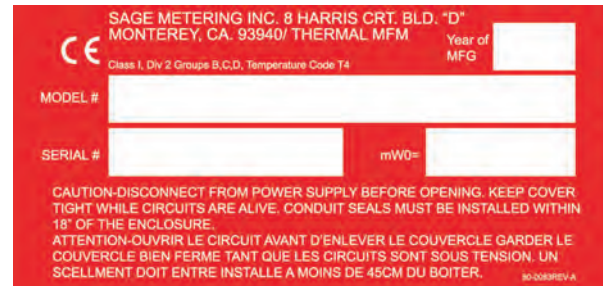 SAGE METERING INC. 8 HARRIS CRT. BLD. "D"
MONTEREY, CA. 93940/ THERMAL MFM
Year of
MFG
CE
Class I, Div 2 Groups B,C,D, Temperature Code T4
MODEL #
SERIAL #
mW0=
CAUTION-DISCONNECT FROM POWER SUPPLY BEFORE OPENING. KEEP COVER
TIGHT WHILE CIRCUITS ARE ALIVE. CONDUIT SEALS MUST BE INSTALLED WITHIN
18" OF THE ENCLOSURE.
ATTENTION-OUVRIR LE CIRCUIT AVANT D'ENLEVER LE COUVERCLE GARDER LE
COUVERCLE BIEN FERME TANT QUE LES CIRCUITS SONT SOUS TENSION. UN
SCELLMENT DOIT ENTRE INSTALLE A MOINS DE 45CM DU BOITER.
90-0083REV-A